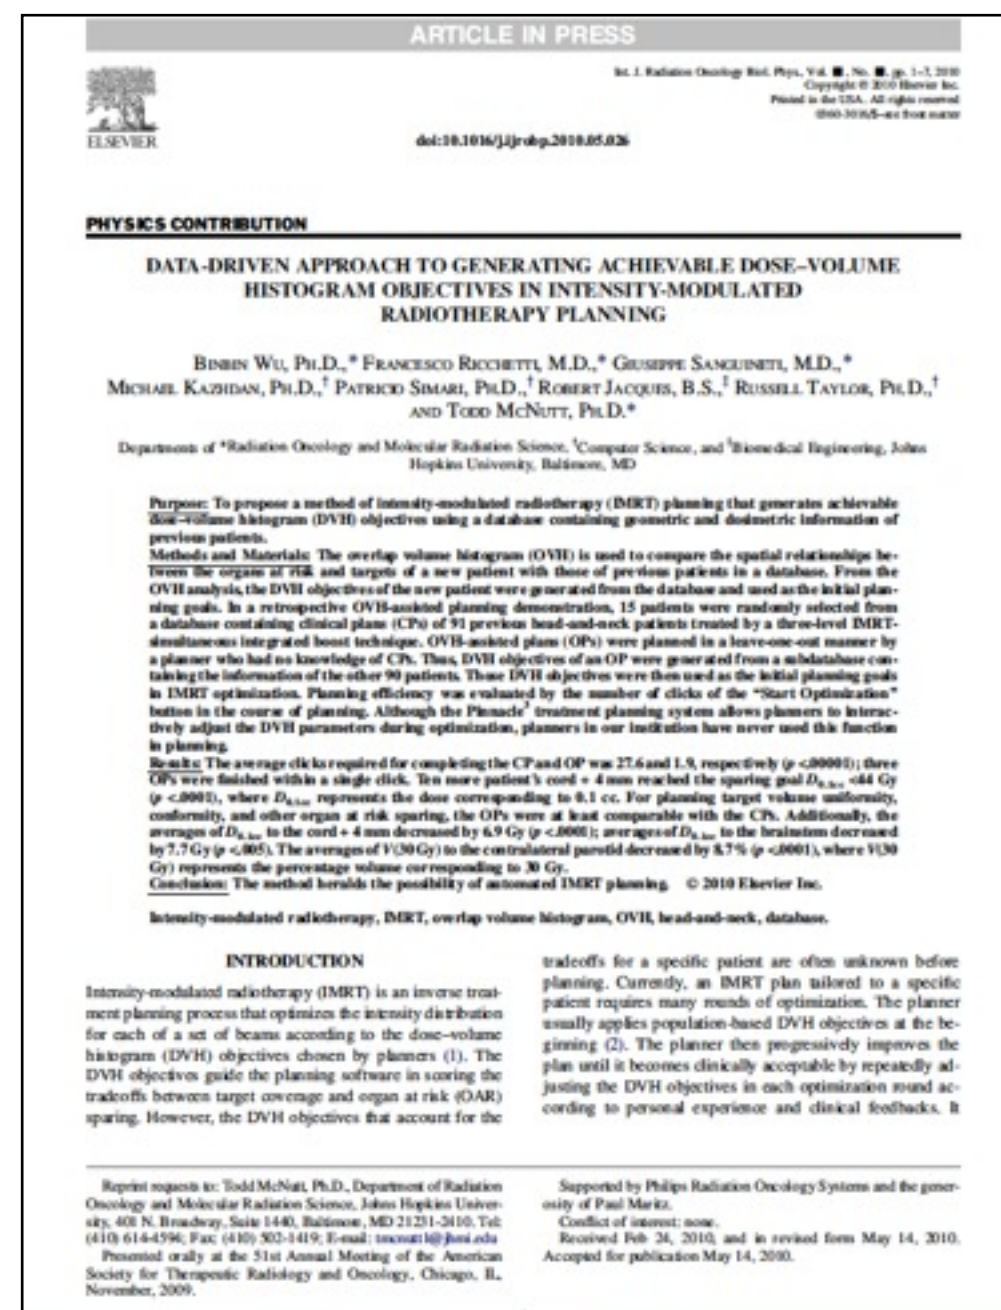 ARTICLE IN PRESS
ELSEVIER
Int. J. Radiation Oncology Biol. Phys., Vol. ■, No. ■, pp. 1–7, 2010
Copyright © 2010 Elsevier Inc.
Printed in the USA. All rights reserved
0360-3016/$–see front matter
doi:10.1016/j.ijrobp.2010.05.026
PHYSICS CONTRIBUTION
DATA-DRIVEN APPROACH TO GENERATING ACHIEVABLE DOSE–VOLUME
HISTOGRAM OBJECTIVES IN INTENSITY-MODULATED
RADIOTHERAPY PLANNING
BINBIN WU, PH.D.,* FRANCESCO RICCHETTI, M.D.,* GIUSEPPE SANGUINETI, M.D.,*
MICHAEL KAZHDAN, PH.D.,† PATRICIO SIMARI, PH.D.,† ROBERT JACQUES, B.S.,‡ RUSSELL TAYLOR, PH.D.,†
AND TODD MCNUTT, PH.D.*
Departments of *Radiation Oncology and Molecular Radiation Science, †Computer Science, and ‡Biomedical Engineering, Johns
Hopkins University, Baltimore, MD
Purpose: To propose a method of intensity-modulated radiotherapy (IMRT) planning that generates achievable
dose–volume histogram (DVH) objectives using a database containing geometric and dosimetric information of
previous patients.
Methods and Materials: The overlap volume histogram (OVH) is used to compare the spatial relationships be-
tween the organs at risk and targets of a new patient with those of previous patients in a database. From the
OVH analysis, the DVH objectives of the new patient were generated from the database and used as the initial plan-
ning goals. In a retrospective OVH-assisted planning demonstration, 15 patients were randomly selected from
a database containing clinical plans (CPs) of 91 previous head-and-neck patients treated by a three-level IMRT-
simultaneous integrated boost technique. OVH-assisted plans (OPs) were planned in a leave-one-out manner by
a planner who had no knowledge of CPs. Thus, DVH objectives of an OP were generated from a subdatabase con-
taining the information of the other 90 patients. Those DVH objectives were then used as the initial planning goals
in IMRT optimization. Planning efficiency was evaluated by the number of clicks of the “Start Optimization”
button in the course of planning. Although the Pinnacle³ treatment planning system allows planners to interac-
tively adjust the DVH parameters during optimization, planners in our institution have never used this function
in planning.
Results: The average clicks required for completing the CP and OP was 27.6 and 1.9, respectively (p <.00001); three
OPs were finished within a single click. Ten more patient's cord + 4 mm reached the sparing goal D0.1cc <44 Gy
(p <.0001), where D0.1cc represents the dose corresponding to 0.1 cc. For planning target volume uniformity,
conformity, and other organ at risk sparing, the OPs were at least comparable with the CPs. Additionally, the
averages of D0.1cc to the cord + 4 mm decreased by 6.9 Gy (p <.0001); averages of D0.1cc to the brainstem decreased
by 7.7 Gy (p <.005). The averages of V(30 Gy) to the contralateral parotid decreased by 8.7% (p <.0001), where V(30
Gy) represents the percentage volume corresponding to 30 Gy.
Conclusion: The method heralds the possibility of automated IMRT planning. © 2010 Elsevier Inc.
Intensity-modulated radiotherapy, IMRT, overlap volume histogram, OVH, head-and-neck, database.
INTRODUCTION
Intensity-modulated radiotherapy (IMRT) is an inverse treat-
ment planning process that optimizes the intensity distribution
for each of a set of beams according to the dose–volume
histogram (DVH) objectives chosen by planners (1). The
DVH objectives guide the planning software in scoring the
tradeoffs between target coverage and organ at risk (OAR)
sparing. However, the DVH objectives that account for the
tradeoffs for a specific patient are often unknown before
planning. Currently, an IMRT plan tailored to a specific
patient requires many rounds of optimization. The planner
usually applies population-based DVH objectives at the be-
ginning (2). The planner then progressively improves the
plan until it becomes clinically acceptable by repeatedly ad-
justing the DVH objectives in each optimization round ac-
cording to personal experience and clinical feedbacks. It
Reprint requests to: Todd McNutt, Ph.D., Department of Radiation
Oncology and Molecular Radiation Science, Johns Hopkins Univer-
sity, 401 N. Broadway, Suite 1440, Baltimore, MD 21231-2410. Tel:
(410) 614-4594; Fax: (410) 502-1419; E-mail: tmcnutt1@jhmi.edu
Presented orally at the 51st Annual Meeting of the American
Society for Therapeutic Radiology and Oncology, Chicago, IL,
November, 2009.
Supported by Philips Radiation Oncology Systems and the gener-
osity of Paul Maritz.
Conflict of interest: none.
Received Feb 24, 2010, and in revised form May 14, 2010.
Accepted for publication May 14, 2010.